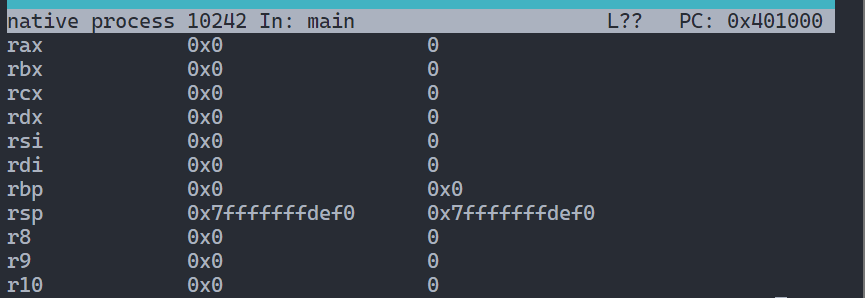 native process 10242 In: main L?? PC: 0x401000
rax 0x0 0
rbx 0x0 0
rcx 0x0 0
rdx 0x0 0
rsi 0x0 0
rdi 0x0 0
rbp 0x0 0x0
rsp 0x7fffffffdef0 0x7fffffffdef0
r8 0x0 0
r9 0x0 0
r10 0x0 0